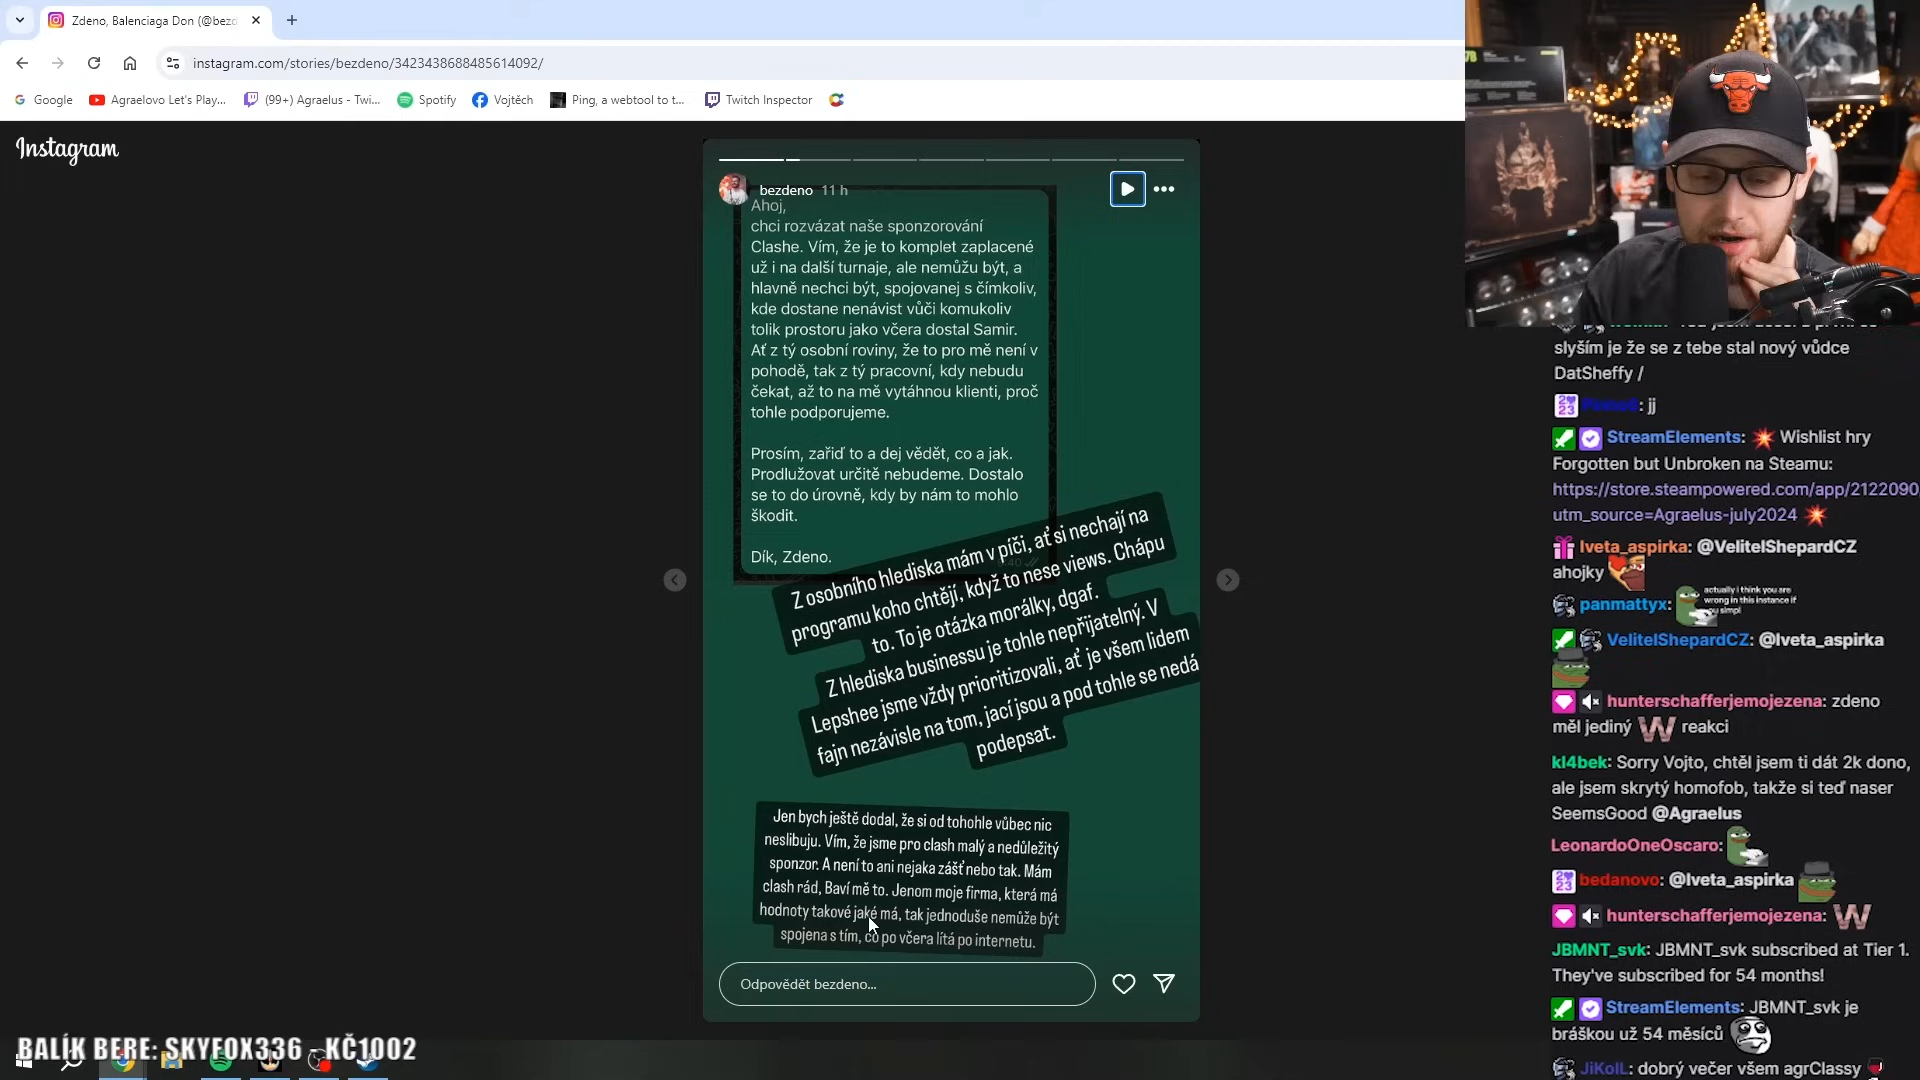 Zdeno, Balenciaga Don (@bezd
instagram.com/stories/bezdeno/3423438688485614092/
Google
Agraelovo Let's Play...
(99+) Agraelus - Twi...
Spotify
Vojtěch
Ping, a webtool to t...
Twitch Inspector
Instagram
bezdeno 11 h
Ahoj,
chci rozvázat naše sponzorování
Clashe. Vím, že je to komplet zaplacené
už i na další turnaje, ale nemůžu být, a
hlavně nechci být, spojovanej s čímkoliv,
kde dostane nenávist vůči komukoliv
tolik prostoru jako včera dostal Samir.
Ať z tý osobní roviny, že to pro mě není v
pohodě, tak z tý pracovní, kdy nebudu
čekat, až to na mě vytáhnou klienti, proč
tohle podporujeme.
Prosím, zařiď to a dej vědět, co a jak.
Prodlužovat určitě nebudeme. Dostalo
se to do úrovně, kdy by nám to mohlo
škodit.
Dík, Zdeno.
Z osobního hlediska mám v píči, ať si nechají na
programu koho chtějí, když to nese views. Chápu
to. To je otázka morálky, dgaf.
Z hlediska businessu je tohle nepřijatelný. V
Lepshee jsme vždy prioritizovali, ať je všem lidem
fajn nezávisle na tom, jací jsou a pod tohle se nedá
podepsat.
Jen bych ještě dodal, že si od tohohle vůbec nic
neslibuju. Vím, že jsme pro clash malý a nedůležitý
sponzor. A není to ani nejaka zášť nebo tak. Mám
clash rád, Baví mě to. Jenom moje firma, která má
hodnoty takové jaké má, tak jednoduše nemůže být
spojena s tím, co po včera lítá po internetu.
Odpovědět bezdeno...
slyším je že se z tebe stal nový vůdce
DatSheffy /
: jj
StreamElements: Wishlist hry
Forgotten but Unbroken na Steamu:
https://store.steampowered.com/app/2122090
utm_source=Agraelus-july2024
Iveta_aspirka: @VelitelShepardCZ
ahojky
panmattyx:
actually i think you are
wrong in this instance if
VelitelShepardCZ: @Iveta_aspirka
hunterschafferjemojezena: zdeno
měl jediný W reakci
kl4bek: Sorry Vojto, chtěl jsem ti dát 2k dono,
ale jsem skrytý homofob, takže si teď naser
SeemsGood @Agraelus
LeonardoOneOscaro:
bedanovo: @Iveta_aspirka
hunterschafferjemojezena: W
JBMNT_svk: JBMNT_svk subscribed at Tier 1.
They've subscribed for 54 months!
StreamElements: JBMNT_svk je
bráškou už 54 měsíců
JiKolL: dobrý večer všem agrClassy
BALÍK BERE: SKYFOX336 - KČ1002